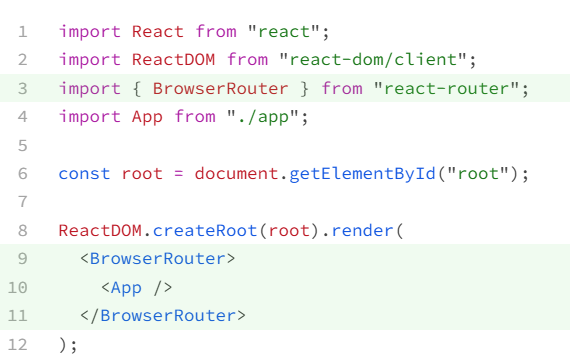 1 import React from "react";
2 import ReactDOM from "react-dom/client";
3 import { BrowserRouter } from "react-router";
4 import App from "./app";
5
6 const root = document.getElementById("root");
7
8 ReactDOM.createRoot(root).render(
9   <BrowserRouter>
10     <App />
11   </BrowserRouter>
12 );